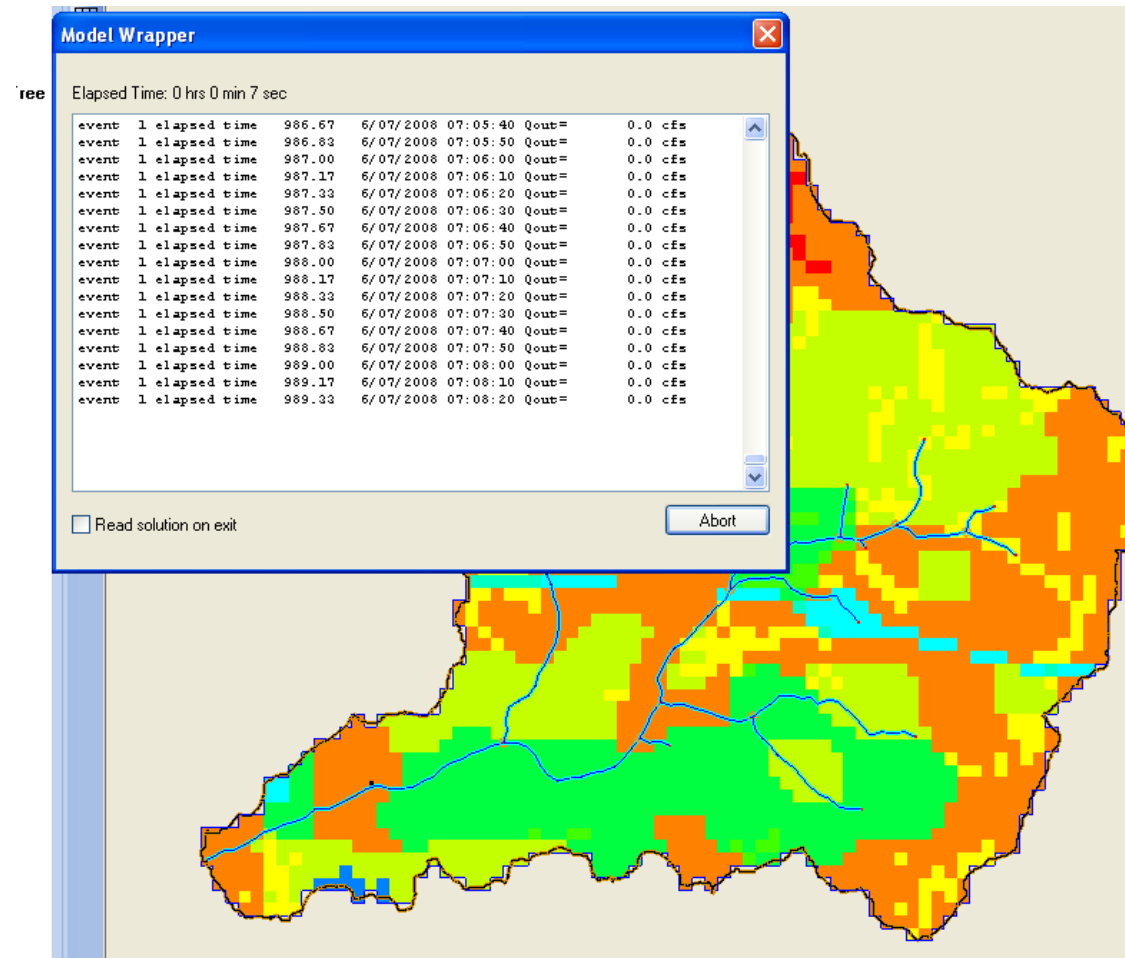 Model Wrapper
ree
Elapsed Time: 0 hrs 0 min 7 sec
event 1 elapsed time 986.67 6/07/2008 07:05:40 Qout= 0.0 cfs
event 1 elapsed time 986.83 6/07/2008 07:05:50 Qout= 0.0 cfs
event 1 elapsed time 987.00 6/07/2008 07:06:00 Qout= 0.0 cfs
event 1 elapsed time 987.17 6/07/2008 07:06:10 Qout= 0.0 cfs
event 1 elapsed time 987.33 6/07/2008 07:06:20 Qout= 0.0 cfs
event 1 elapsed time 987.50 6/07/2008 07:06:30 Qout= 0.0 cfs
event 1 elapsed time 987.67 6/07/2008 07:06:40 Qout= 0.0 cfs
event 1 elapsed time 987.83 6/07/2008 07:06:50 Qout= 0.0 cfs
event 1 elapsed time 988.00 6/07/2008 07:07:00 Qout= 0.0 cfs
event 1 elapsed time 988.17 6/07/2008 07:07:10 Qout= 0.0 cfs
event 1 elapsed time 988.33 6/07/2008 07:07:20 Qout= 0.0 cfs
event 1 elapsed time 988.50 6/07/2008 07:07:30 Qout= 0.0 cfs
event 1 elapsed time 988.67 6/07/2008 07:07:40 Qout= 0.0 cfs
event 1 elapsed time 988.83 6/07/2008 07:07:50 Qout= 0.0 cfs
event 1 elapsed time 989.00 6/07/2008 07:08:00 Qout= 0.0 cfs
event 1 elapsed time 989.17 6/07/2008 07:08:10 Qout= 0.0 cfs
event 1 elapsed time 989.33 6/07/2008 07:08:20 Qout= 0.0 cfs
Read solution on exit
Abort